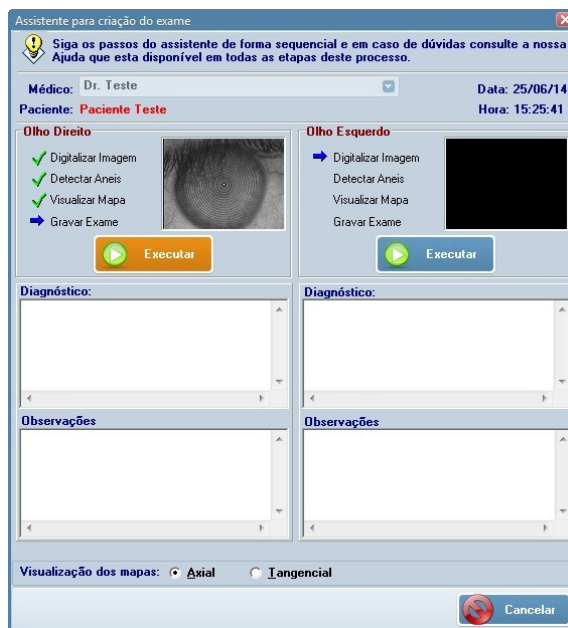 Assistente para criação do exame
Siga os passos do assistente de forma sequencial e em caso de dúvidas consulte a nossa
Ajuda que esta disponível em todas as etapas deste processo.
Médico: Dr. Teste
Data: 25/06/14
Paciente: Paciente Teste
Hora: 15:25:41
Olho Direito
Digitalizar Imagem
Detectar Aneis
Visualizar Mapa
Gravar Exame
Executar
Olho Esquerdo
Digitalizar Imagem
Detectar Aneis
Visualizar Mapa
Gravar Exame
Executar
Diagnóstico:
Diagnóstico:
Observações
Observações
Visualização dos mapas: Axial Tangencial
Cancelar